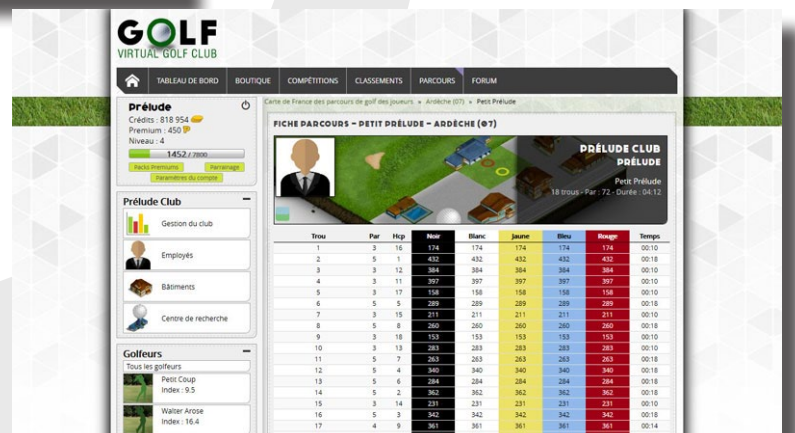 GOLF
VIRTUAL GOLF CLUB
TABLEAU DE BORD BOUTIQUE COMPÉTITIONS CLASSEMENTS PARCOURS FORUM
Prélude
Crédits : 818 954
Premium : 450
Niveau : 4
1452 / 7800
Packs Premiums Parrainage
Paramètres du compte
Prélude Club
Gestion du club
Employés
Bâtiments
Centre de recherche
Golfeurs
Tous les golfeurs
Petit Coup
Index : 9.5
Walter Arose
Index : 16.4
Carte de France des parcours de golf des joueurs » Ardèche (07) » Petit Prélude
FICHE PARCOURS - PETIT PRÉLUDE - ARDÈCHE (07)
PRÉLUDE CLUB
PRÉLUDE
Petit Prélude
18 trous - Par : 72 - Durée : 04:12
Trou Par Hcp Noir Blanc Jaune Bleu Rouge Temps
1 3 16 174 174 174 174 174 00:10
2 5 1 432 432 432 432 432 00:18
3 3 12 384 384 384 384 384 00:10
4 3 11 397 397 397 397 397 00:10
5 3 17 158 158 158 158 158 00:10
6 5 5 289 289 289 289 289 00:18
7 3 15 211 211 211 211 211 00:10
8 5 8 260 260 260 260 260 00:18
9 3 18 153 153 153 153 153 00:10
10 3 13 283 283 283 283 283 00:10
11 5 7 263 263 263 263 263 00:18
12 5 4 340 340 340 340 340 00:18
13 5 6 284 284 284 284 284 00:18
14 5 2 362 362 362 362 362 00:18
15 3 14 231 231 231 231 231 00:10
16 5 3 342 342 342 342 342 00:18
17 4 9 361 361 361 361 361 00:14